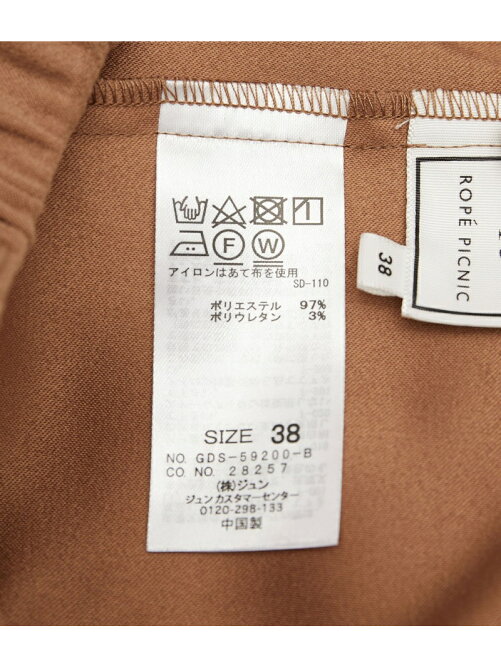 アイロンはあて布を使用
SD-110
ポリエステル 97%
ポリウレタン 3%
SIZE 38
NO. GDS-59200-B
CO. NO. 28257
(株)ジュン
ジュンカスタマーセンター
0120-298-133
中国製
38
ROPÉ PICNIC